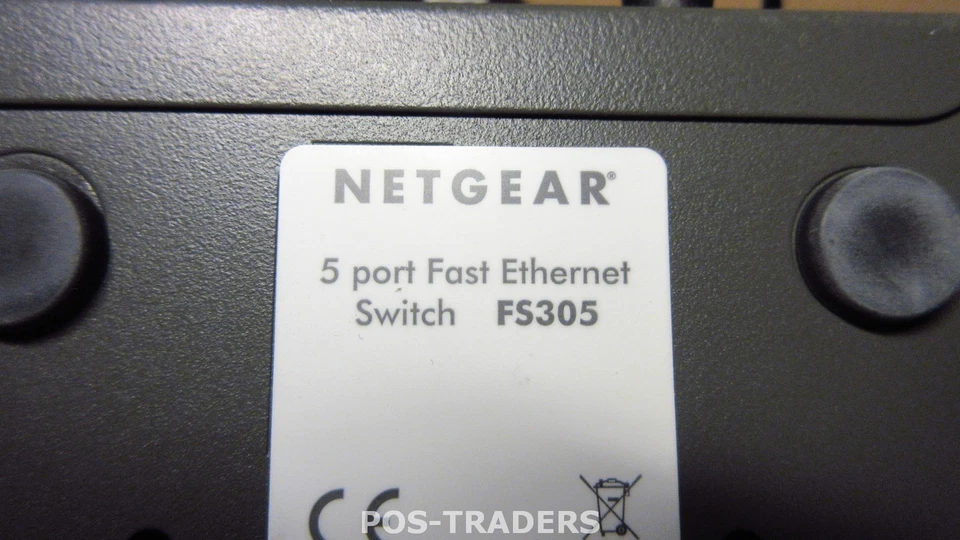 NETGEAR®
5 port Fast Ethernet
Switch FS305
CE
POS-TRADERS